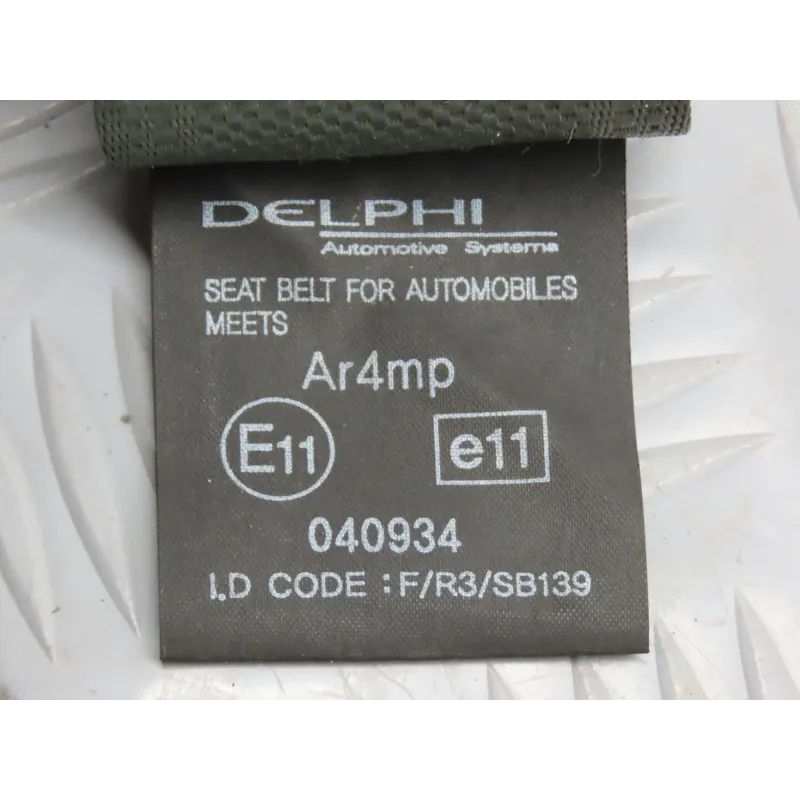 DELPHI
Automotive Systems
SEAT BELT FOR AUTOMOBILES
MEETS
Ar4mp
E11 e11
040934
I.D CODE : F/R3/SB139